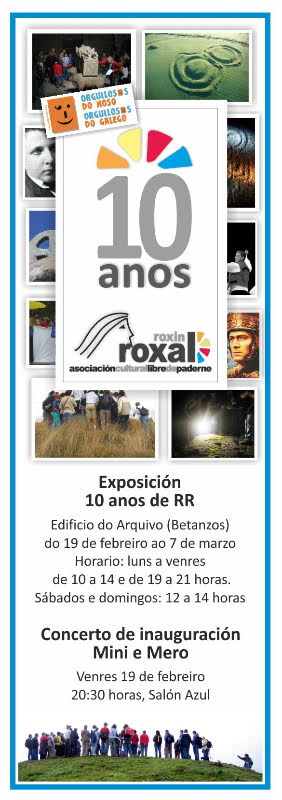 ORGULLOS@S
DO NOSO
ORGULLOS@S
DO GALEGO
10
anos
roxin
roxal
asociaciónculturallibredepaderne
Exposición
10 anos de RR
Edificio do Arquivo (Betanzos)
do 19 de febreiro ao 7 de marzo
Horario: luns a venres
de 10 a 14 e de 19 a 21 horas.
Sábados e domingos: 12 a 14 horas
Concerto de inauguración
Mini e Mero
Venres 19 de febreiro
20:30 horas, Salón Azul